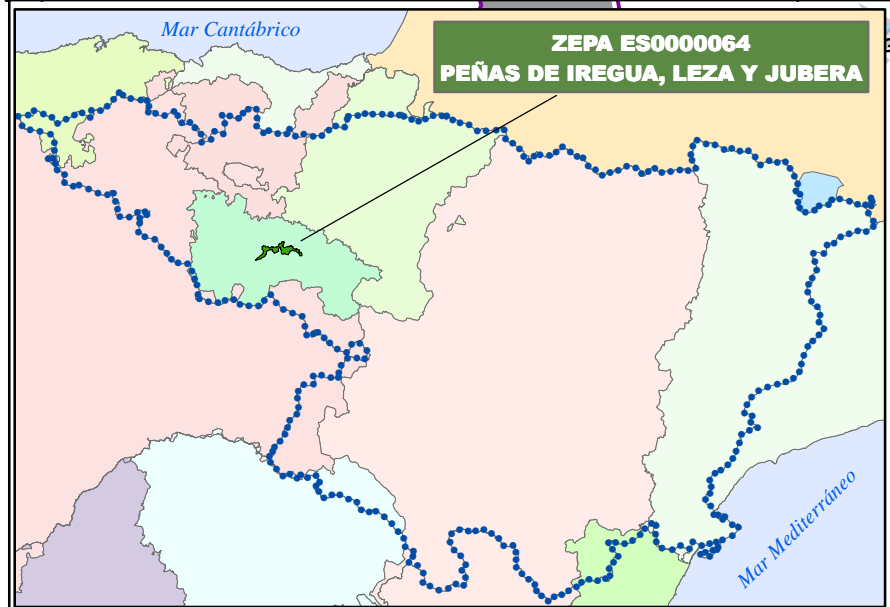 Mar Cantábrico
ZEPA ES0000064
PEÑAS DE IREGUA, LEZA Y JUBERA
Mar Mediterráneo